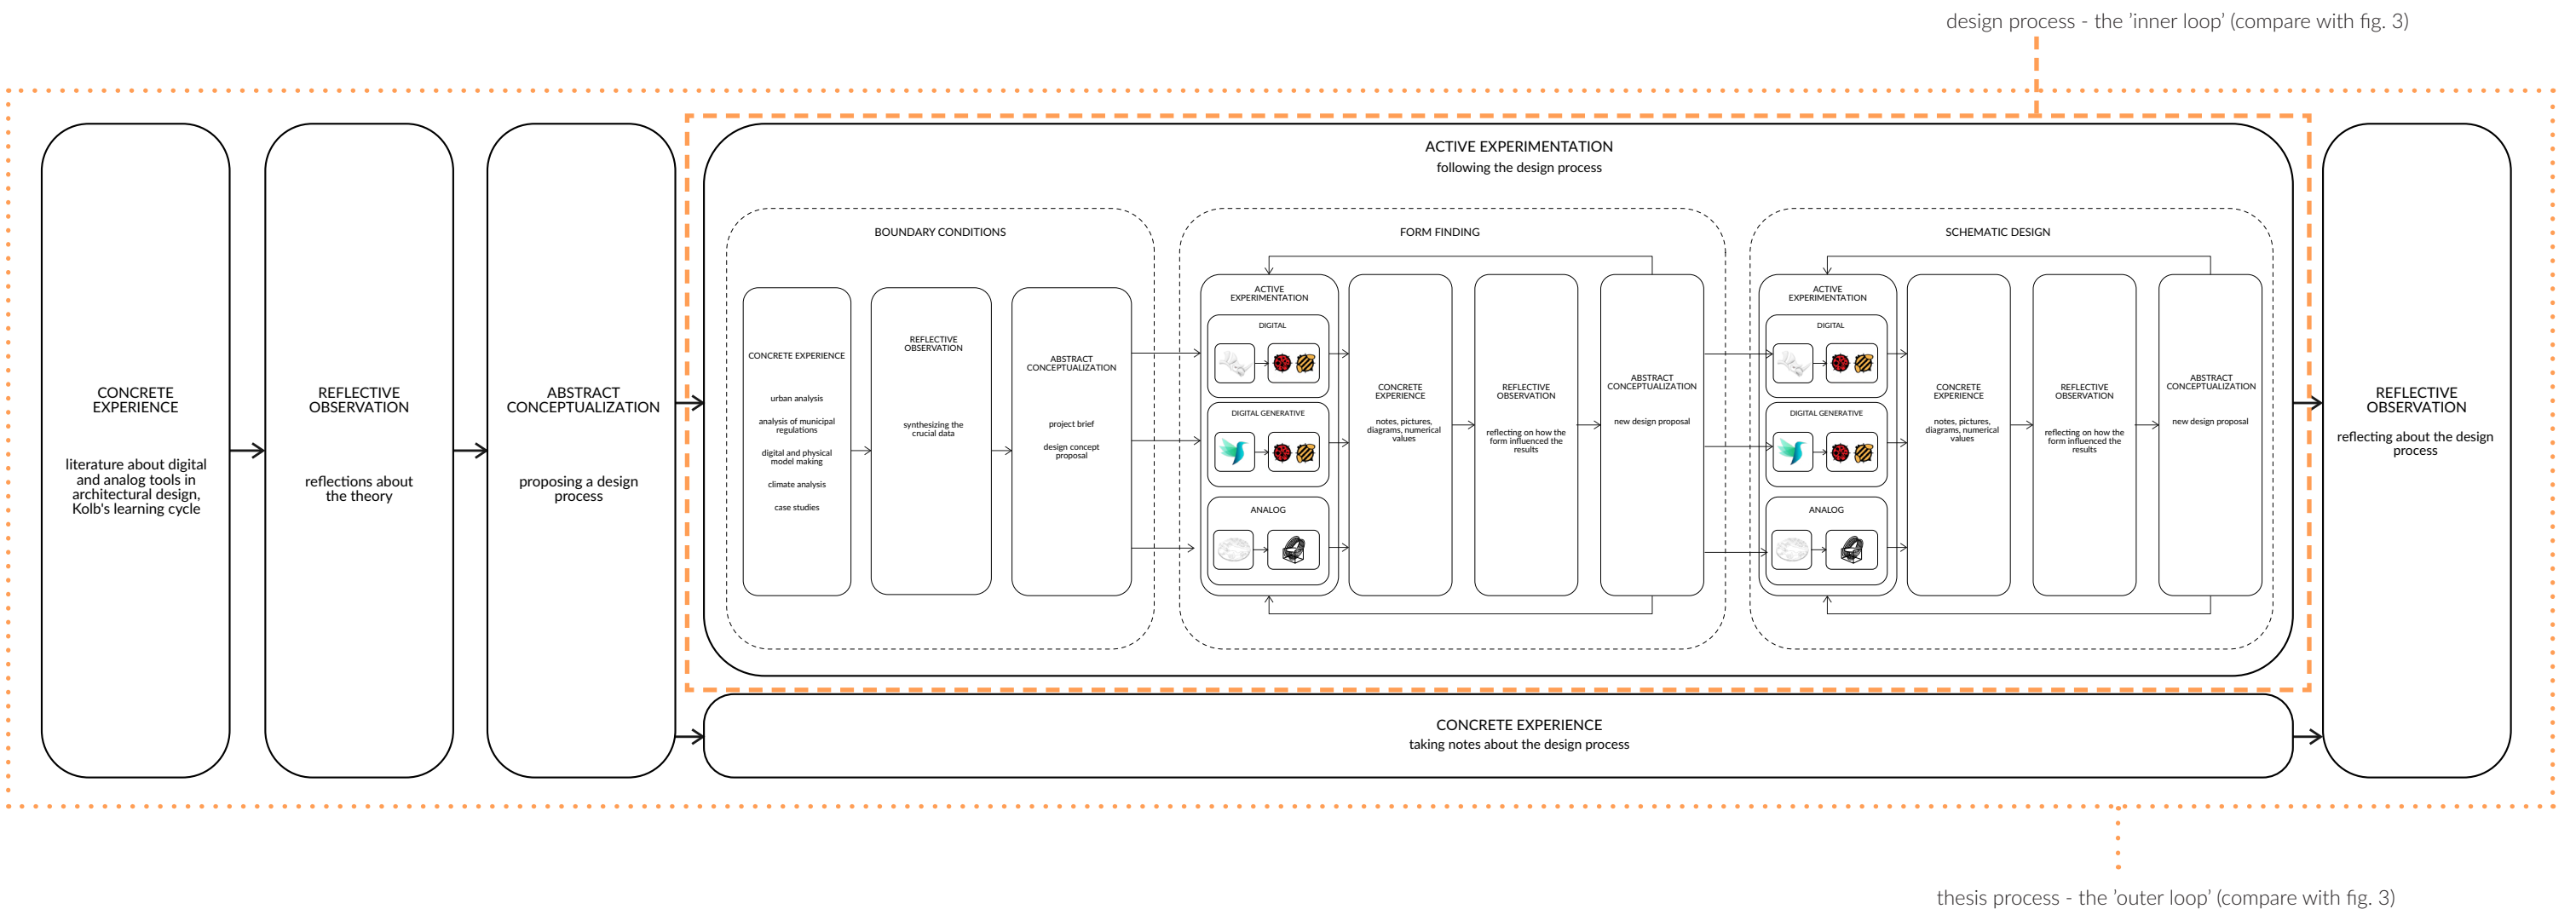 design process - the 'inner loop' (compare with fig. 3)
CONCRETE
EXPERIENCE
literature about digital
and analog tools in
architectural design,
Kolb's learning cycle
REFLECTIVE
OBSERVATION
reflections about
the theory
ABSTRACT
CONCEPTUALIZATION
proposing a design
process
ACTIVE EXPERIMENTATION
following the design process
BOUNDARY CONDITIONS
CONCRETE EXPERIENCE
urban analysis
analysis of municipal
regulations
digital and physical
model making
climate analysis
case studies
REFLECTIVE
OBSERVATION
synthesizing the
crucial data
ABSTRACT
CONCEPTUALIZATION
project brief
design concept
proposal
FORM FINDING
ACTIVE
EXPERIMENTATION
DIGITAL
DIGITAL GENERATIVE
ANALOG
CONCRETE
EXPERIENCE
notes, pictures,
diagrams, numerical
values
REFLECTIVE
OBSERVATION
reflecting on how the
form influenced the
results
ABSTRACT
CONCEPTUALIZATION
new design proposal
SCHEMATIC DESIGN
ACTIVE
EXPERIMENTATION
DIGITAL
DIGITAL GENERATIVE
ANALOG
CONCRETE
EXPERIENCE
notes, pictures,
diagrams, numerical
values
REFLECTIVE
OBSERVATION
reflecting on how the
form influenced the
results
ABSTRACT
CONCEPTUALIZATION
new design proposal
REFLECTIVE
OBSERVATION
reflecting about the design
process
CONCRETE EXPERIENCE
taking notes about the design process
thesis process - the 'outer loop' (compare with fig. 3)